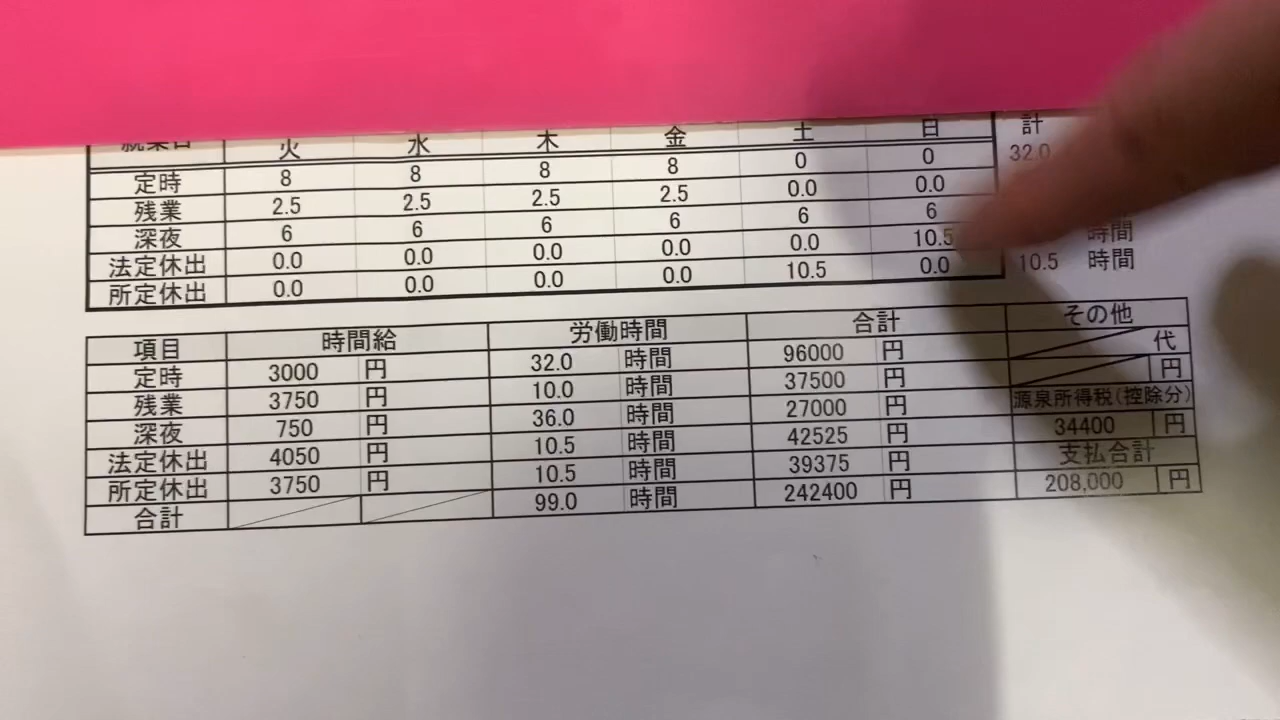 火 水 木 金 土 日 計
定時 8 8 8 8 0 0 32.0
残業 2.5 2.5 2.5 2.5 0.0 0.0
深夜 6 6 6 6 6 6 時間
法定休出 0.0 0.0 0.0 0.0 0.0 10.5 10.5 時間
所定休出 0.0 0.0 0.0 0.0 10.5 0.0
項目 時間給 労働時間 合計 その他
定時 3000 円 32.0 時間 96000 円 代
残業 3750 円 10.0 時間 37500 円 円
深夜 750 円 36.0 時間 27000 円 源泉所得税(控除分)
法定休出 4050 円 10.5 時間 42525 円 34400 円
所定休出 3750 円 10.5 時間 39375 円 支払合計
合計 99.0 時間 242400 円 208,000 円